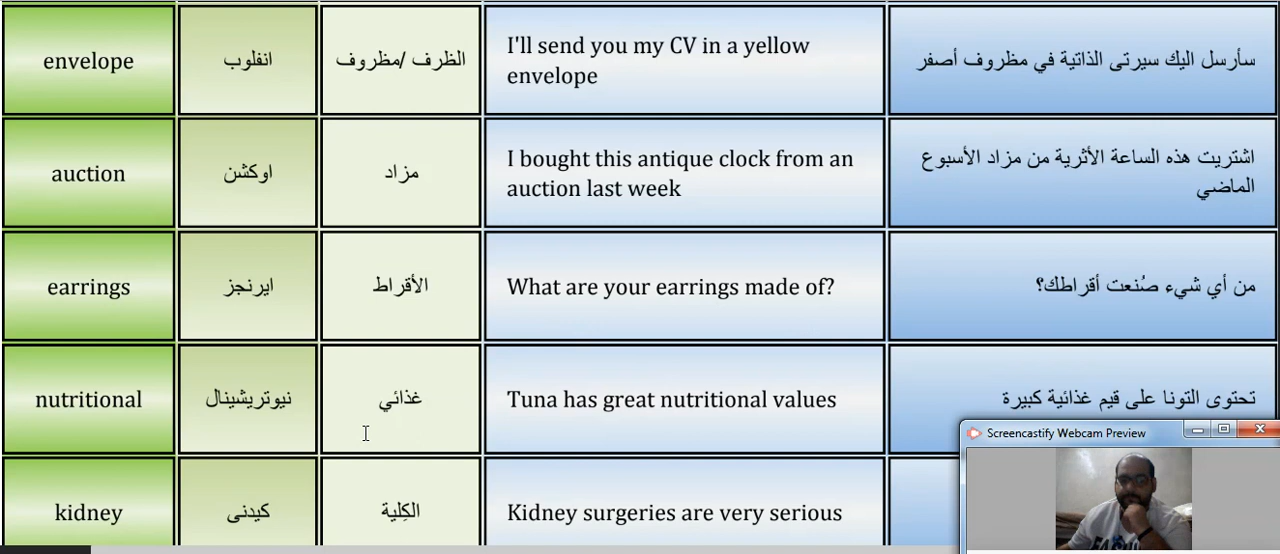 envelope
انفلوب
الظرف /مظروف
I'll send you my CV in a yellow
envelope
سأرسل اليك سيرتى الذاتية في مظروف أصفر
auction
اوكشن
مزاد
I bought this antique clock from an
auction last week
اشتريت هذه الساعة الأثرية من مزاد الأسبوع
الماضي
earrings
ايرنجز
الأقراط
What are your earrings made of?
من أي شيء صُنعت أقراطك؟
nutritional
نيوتريشينال
غذائي
Tuna has great nutritional values
تحتوى التونا على قيم غذائية كبيرة
kidney
كيدنى
الكِلية
Kidney surgeries are very serious
Screencastify Webcam Preview